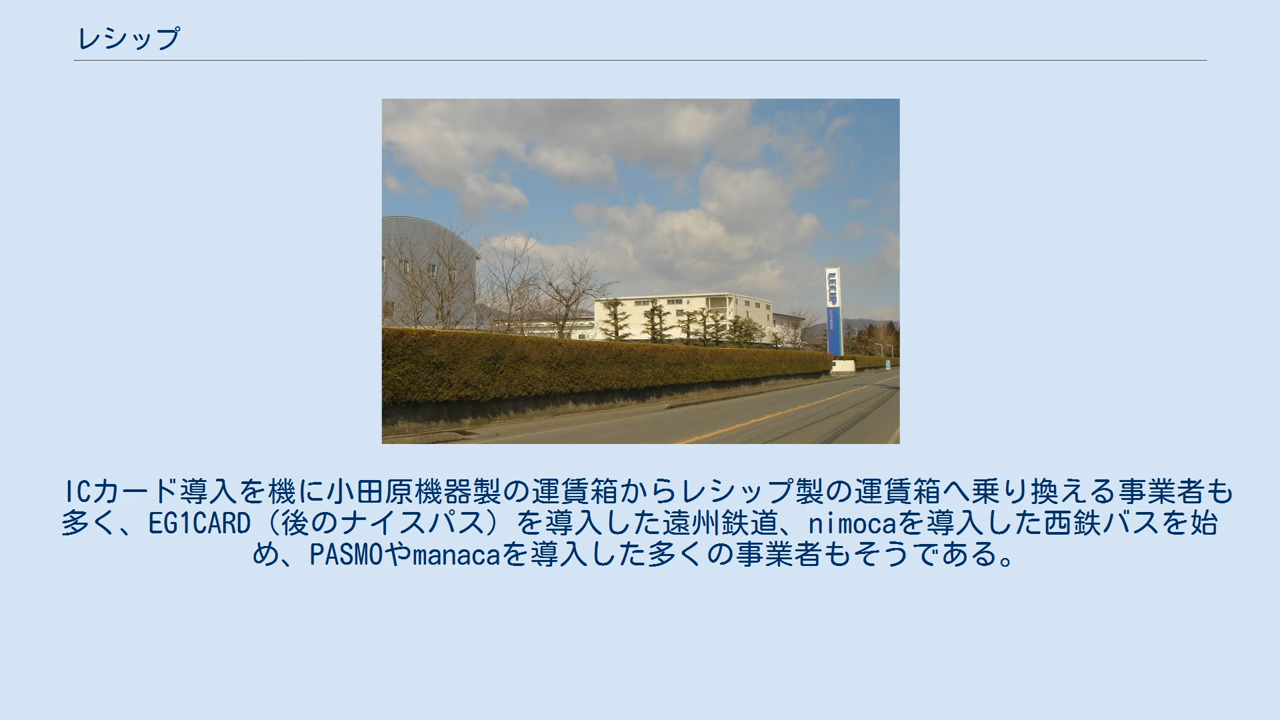 レシップ
LECIP
ICカード導入を機に小田原機器製の運賃箱からレシップ製の運賃箱へ乗り換える事業者も
多く、EG1CARD（後のナイスパス）を導入した遠州鉄道、nimocaを導入した西鉄バスを始
め、PASMOやmanacaを導入した多くの事業者もそうである。